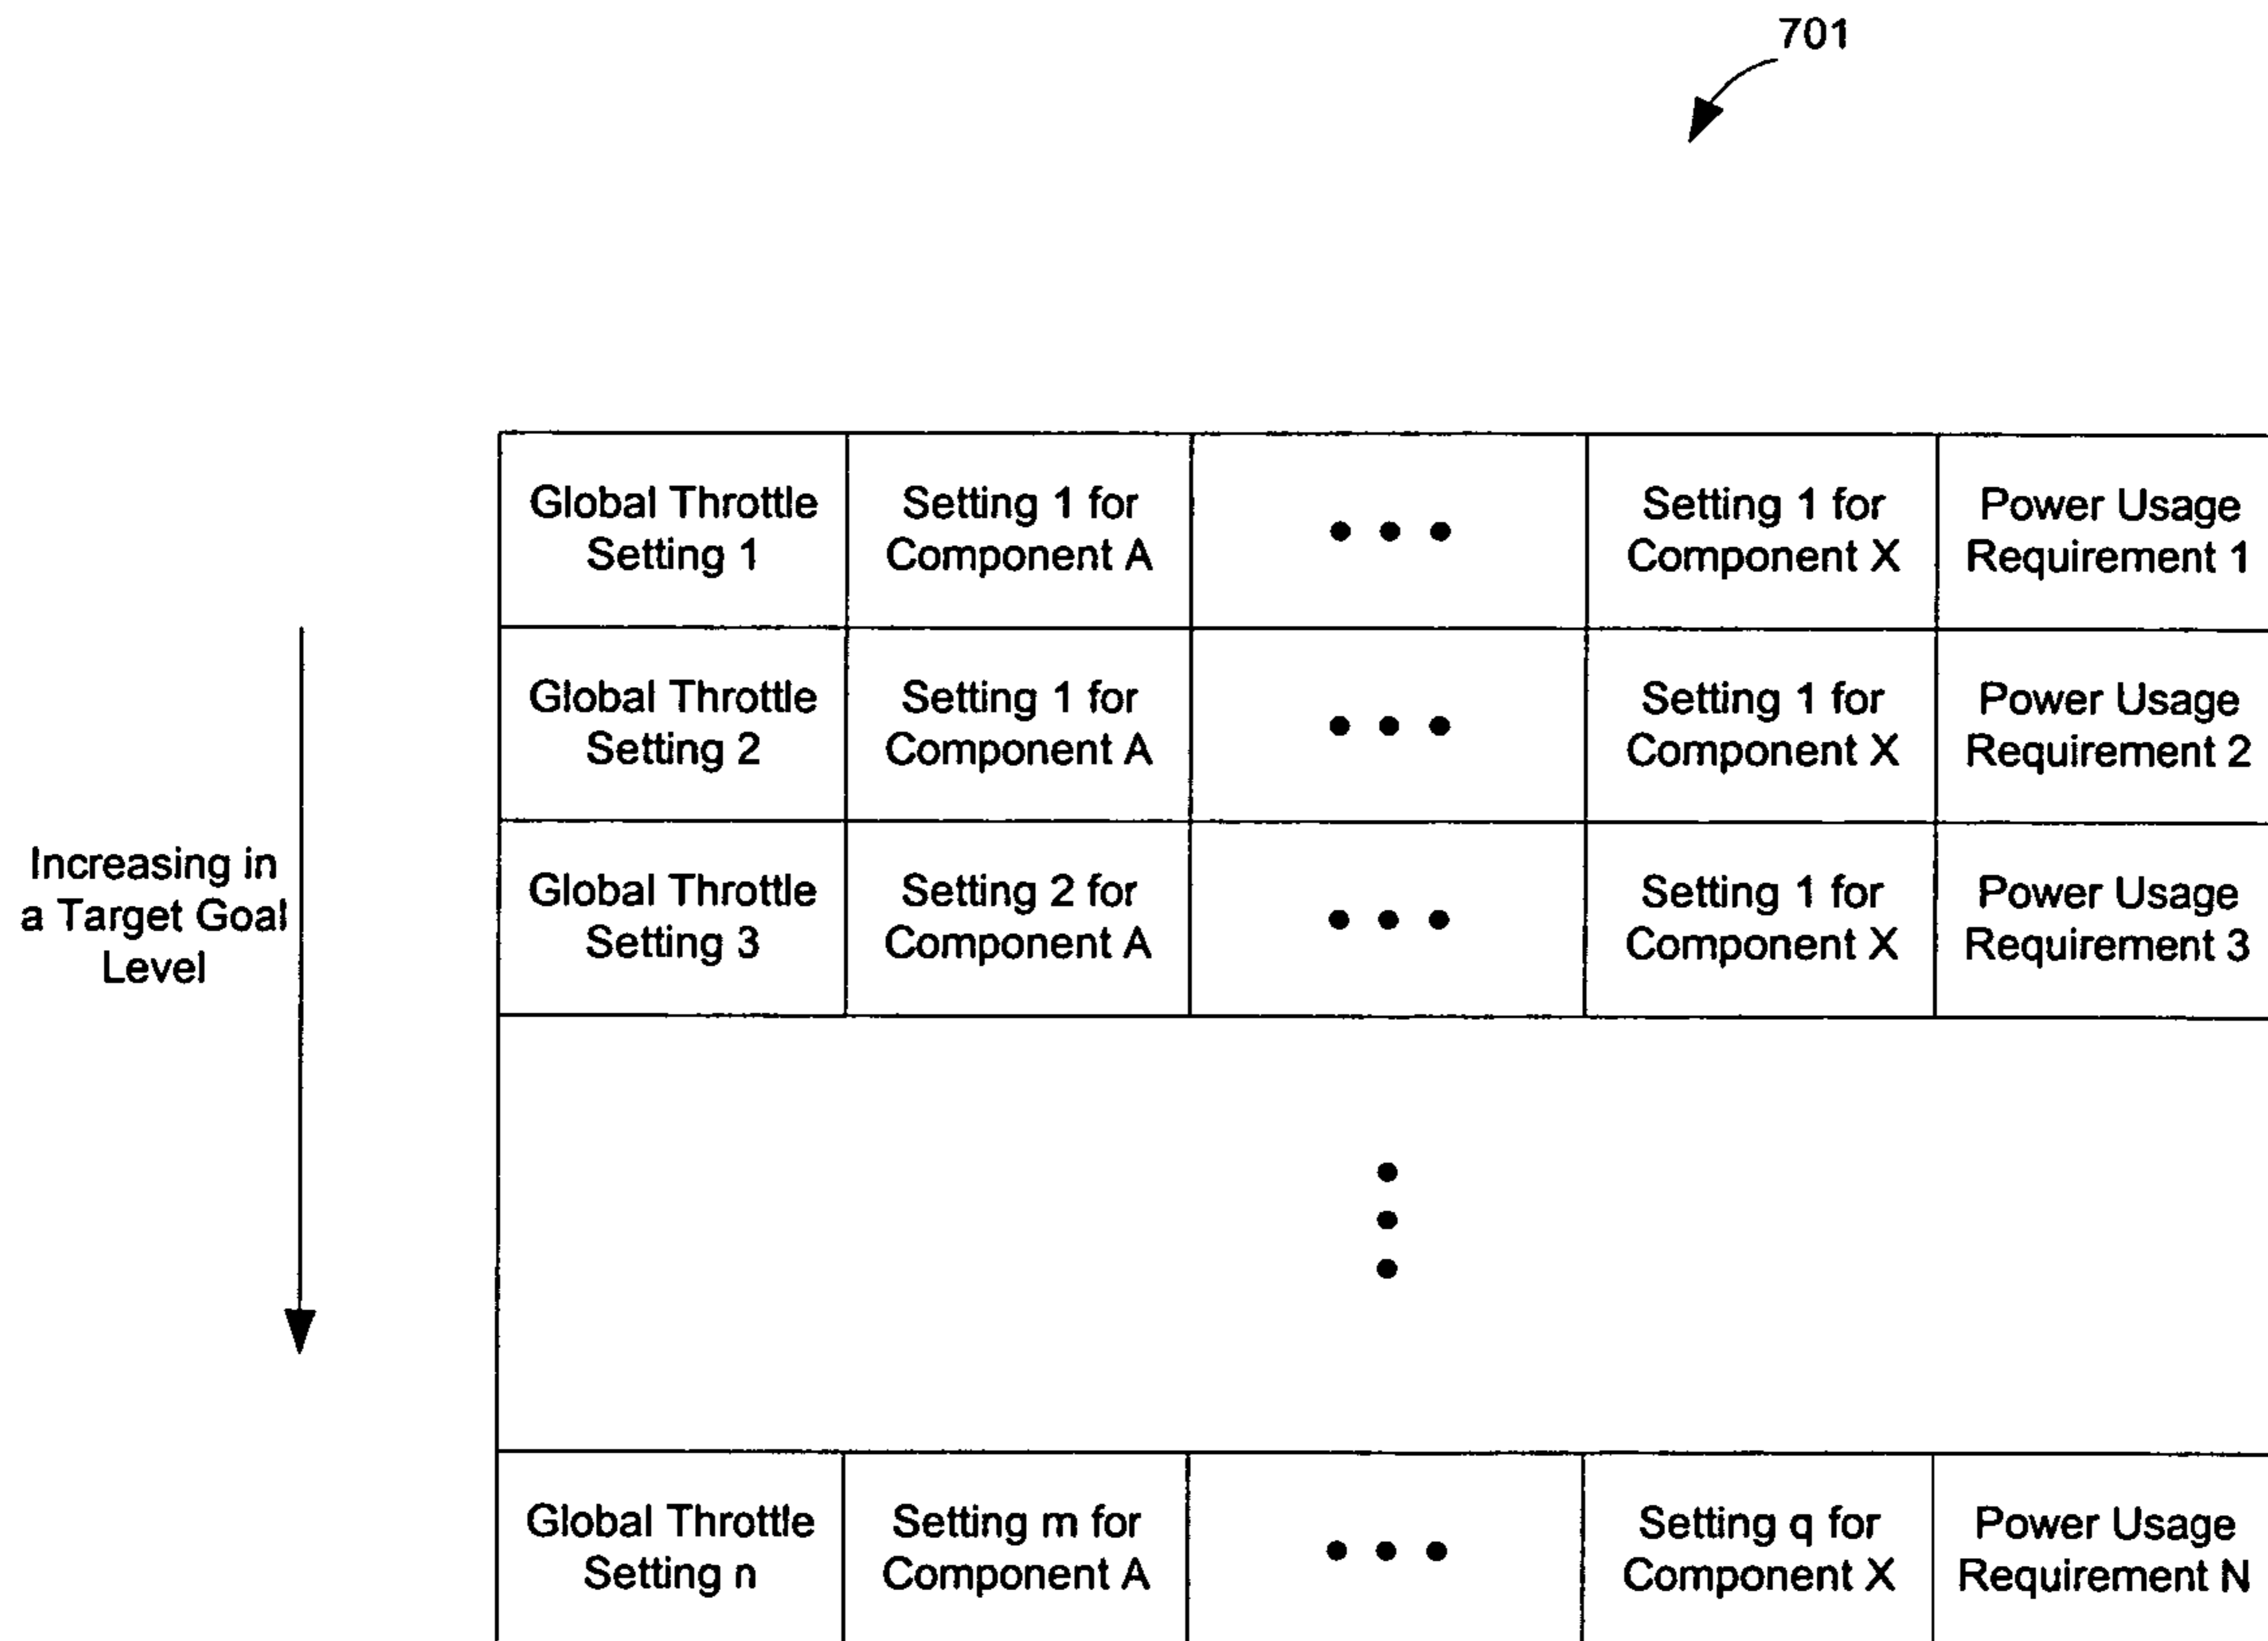 701
Global Throttle
Setting 1
Setting 1 for
Component A
• • •
Setting 1 for
Component X
Power Usage
Requirement 1
Global Throttle
Setting 2
Setting 1 for
Component A
• • •
Setting 1 for
Component X
Power Usage
Requirement 2
Increasing in
a Target Goal
Level
Global Throttle
Setting 3
Setting 2 for
Component A
• • •
Setting 1 for
Component X
Power Usage
Requirement 3
Global Throttle
Setting n
Setting m for
Component A
• • •
Setting q for
Component X
Power Usage
Requirement N